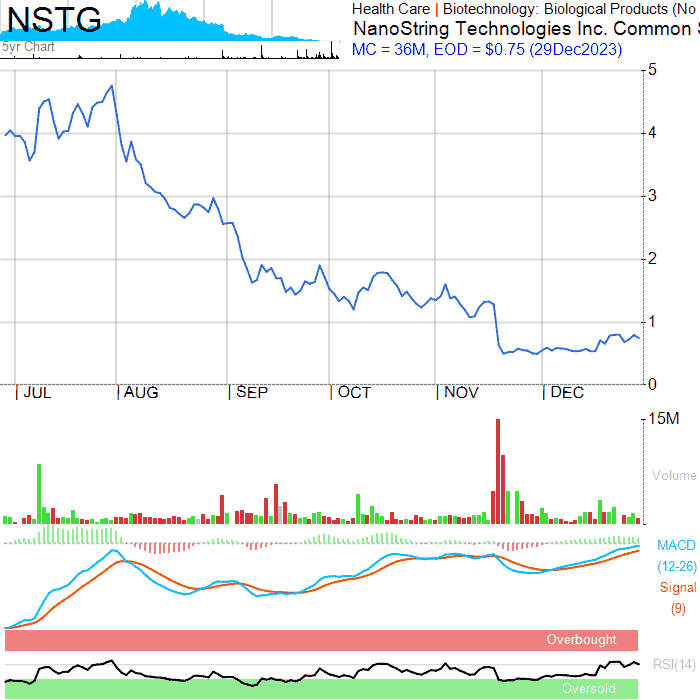 NSTG
5yr Chart
Health Care | Biotechnology: Biological Products (No
NanoString Technologies Inc. Common S
MC = 36M, EOD = $0.75 (29Dec2023)
5
4
3
2
1
0
JUL AUG SEP OCT NOV DEC
15M
Volume
MACD
(12-26)
Signal
(9)
Overbought
RSI(14)
Oversold